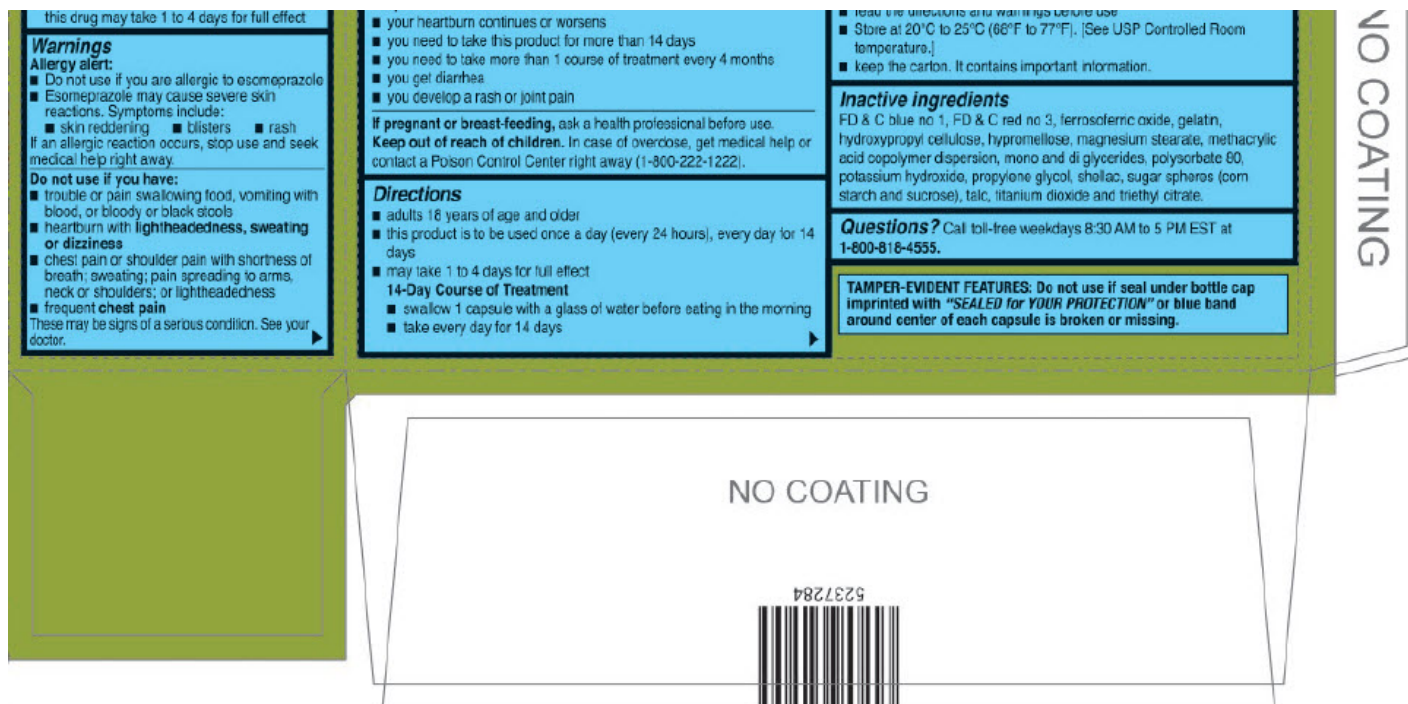 this drug may take 1 to 4 days for full effect
Warnings
Allergy alert:
■ Do not use if you are allergic to esomeprazole
■ Esomeprazole may cause severe skin
reactions. Symptoms include:
■ skin reddening ■ blisters ■ rash
If an allergic reaction occurs, stop use and seek
medical help right away.
Do not use if you have:
■ trouble or pain swallowing food, vomiting with
blood, or bloody or black stools
■ heartburn with lightheadedness, sweating
or dizziness
■ chest pain or shoulder pain with shortness of
breath; sweating; pain spreading to arms,
neck or shoulders; or lightheadedness
■ frequent chest pain
These may be signs of a serious condition. See your
doctor.
■ your heartburn continues or worsens
■ you need to take this product for more than 14 days
■ you need to take more than 1 course of treatment every 4 months
■ you get diarrhea
■ you develop a rash or joint pain
If pregnant or breast-feeding, ask a health professional before use.
Keep out of reach of children. In case of overdose, get medical help or
contact a Poison Control Center right away (1-800-222-1222).
Directions
■ adults 18 years of age and older
■ this product is to be used once a day (every 24 hours), every day for 14
days
■ may take 1 to 4 days for full effect
14-Day Course of Treatment
■ swallow 1 capsule with a glass of water before eating in the morning
■ take every day for 14 days
■ read the directions and warnings before use
■ Store at 20°C to 25°C (68°F to 77°F). [See USP Controlled Room
temperature.]
■ keep the carton. It contains important information.
Inactive ingredients
FD & C blue no 1, FD & C red no 3, ferrosoferric oxide, gelatin,
hydroxypropyl cellulose, hypromellose, magnesium stearate, methacrylic
acid copolymer dispersion, mono and di glycerides, polysorbate 80,
potassium hydroxide, propylene glycol, shellac, sugar spheres (corn
starch and sucrose), talc, titanium dioxide and triethyl citrate.
Questions? Call toll-free weekdays 8:30 AM to 5 PM EST at
1-800-818-4555.
TAMPER-EVIDENT FEATURES: Do not use if seal under bottle cap
imprinted with "SEALED for YOUR PROTECTION" or blue band
around center of each capsule is broken or missing.
NO COATING
NO COATING
5237284